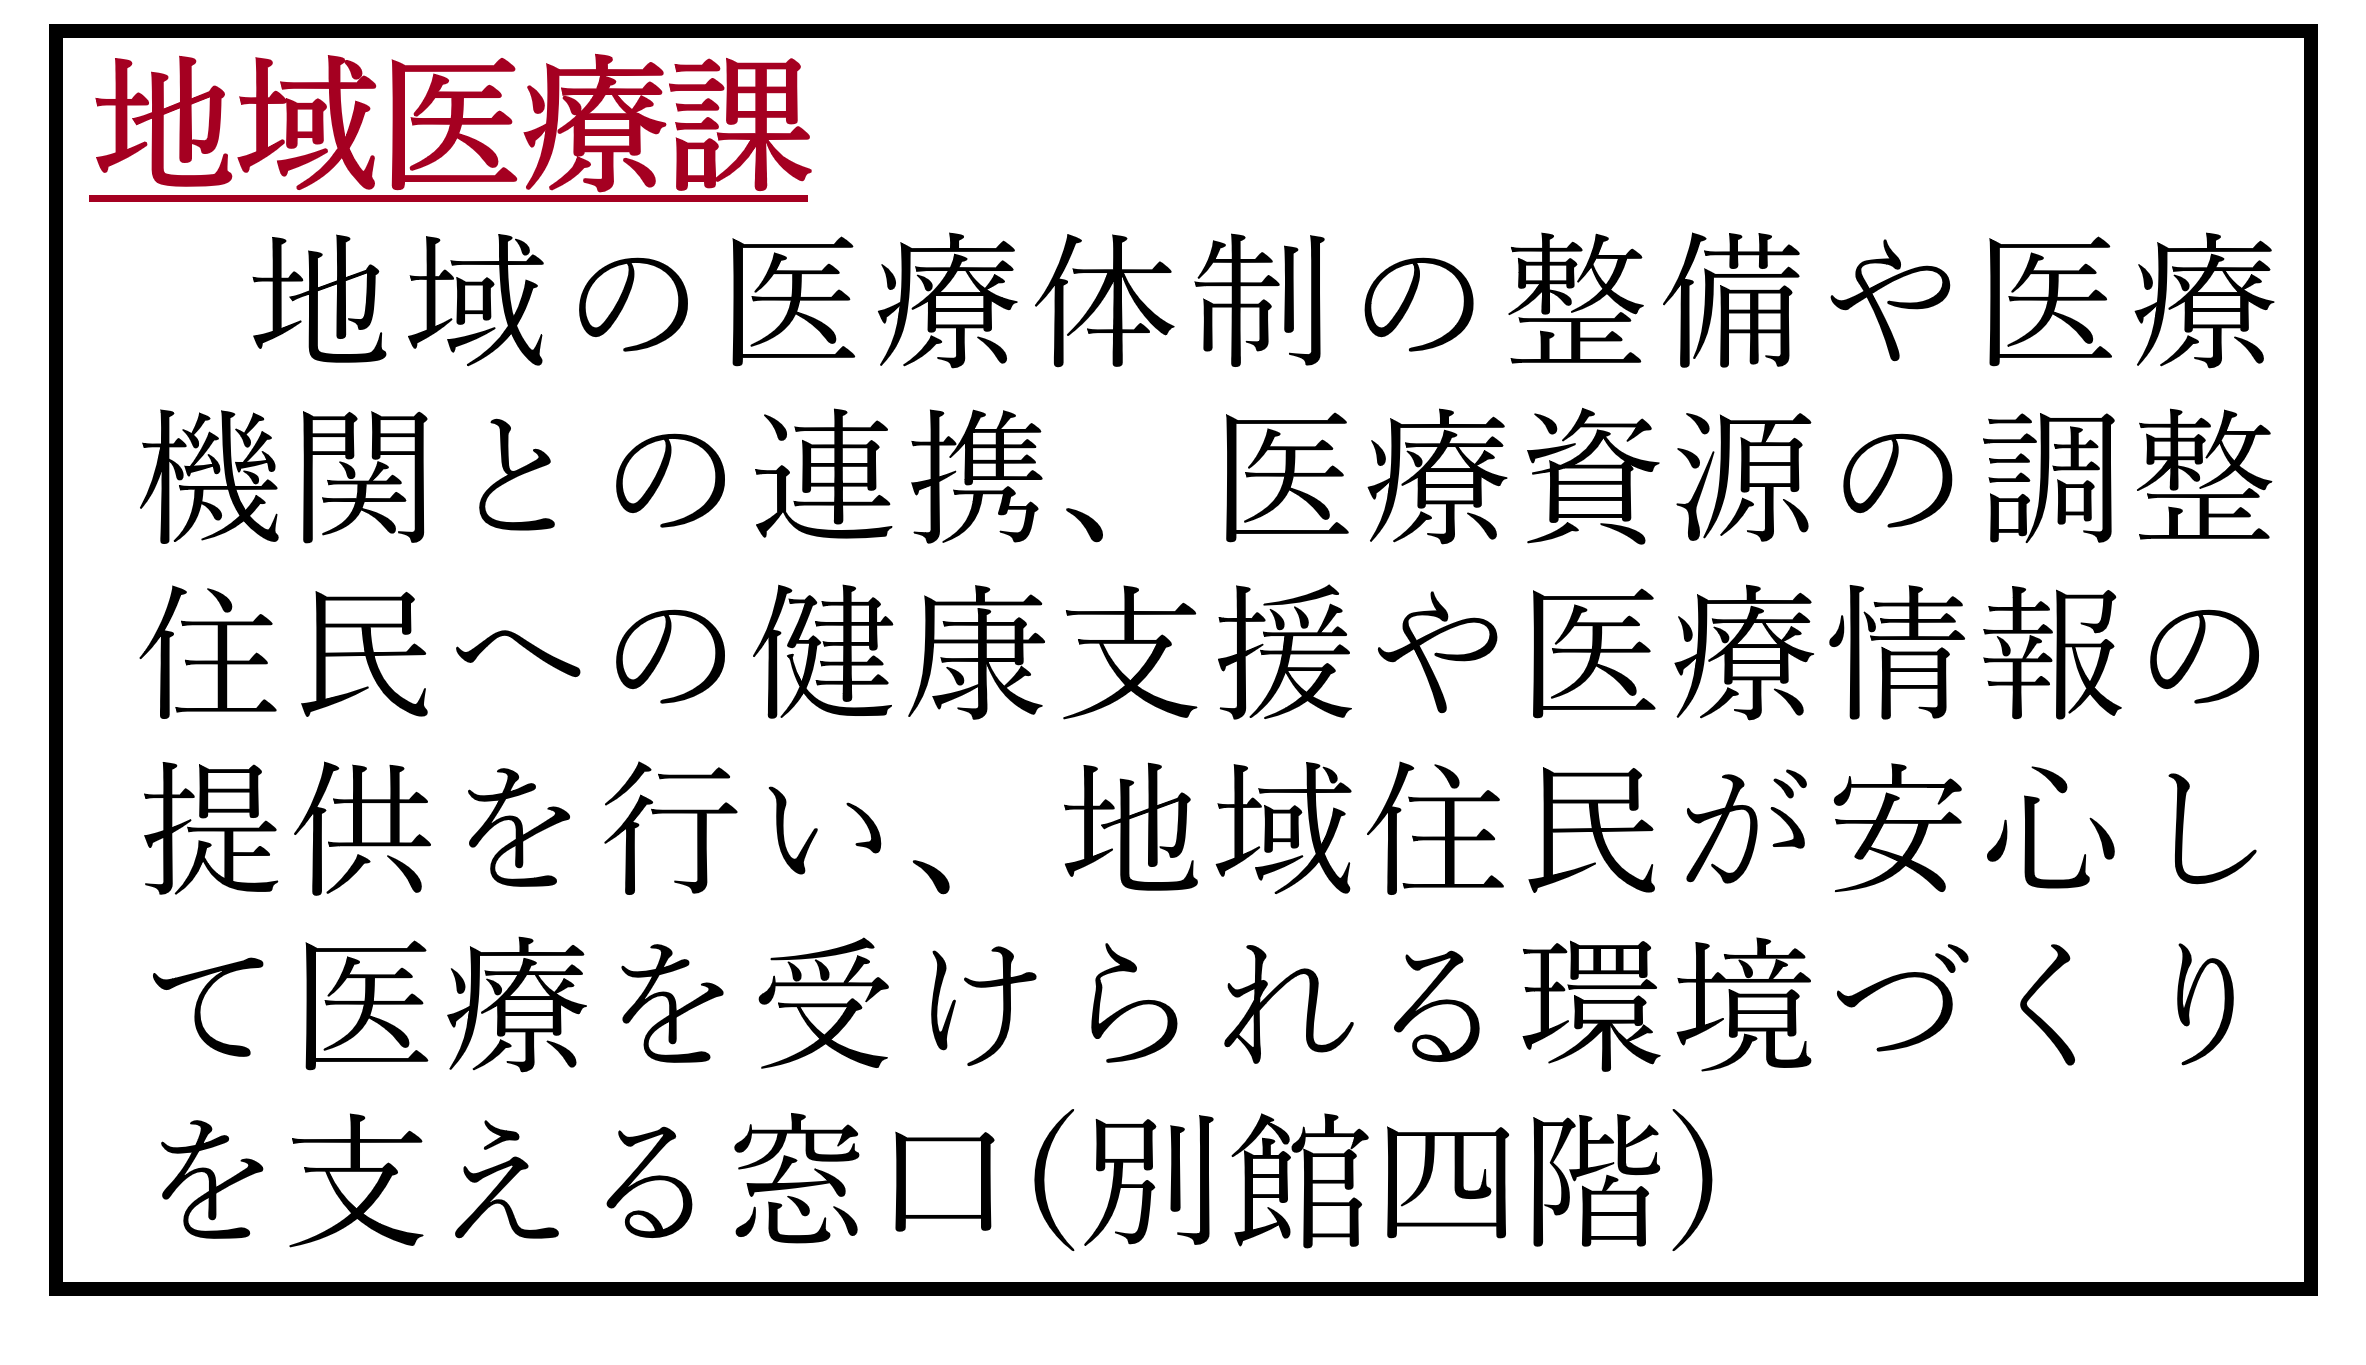 地域医療課
地域の医療体制の整備や医療
機関との連携、医療資源の調整
住民への健康支援や医療情報の
提供を行い、地域住民が安心し
て医療を受けられる環境づくり
を支える窓口(別館四階)